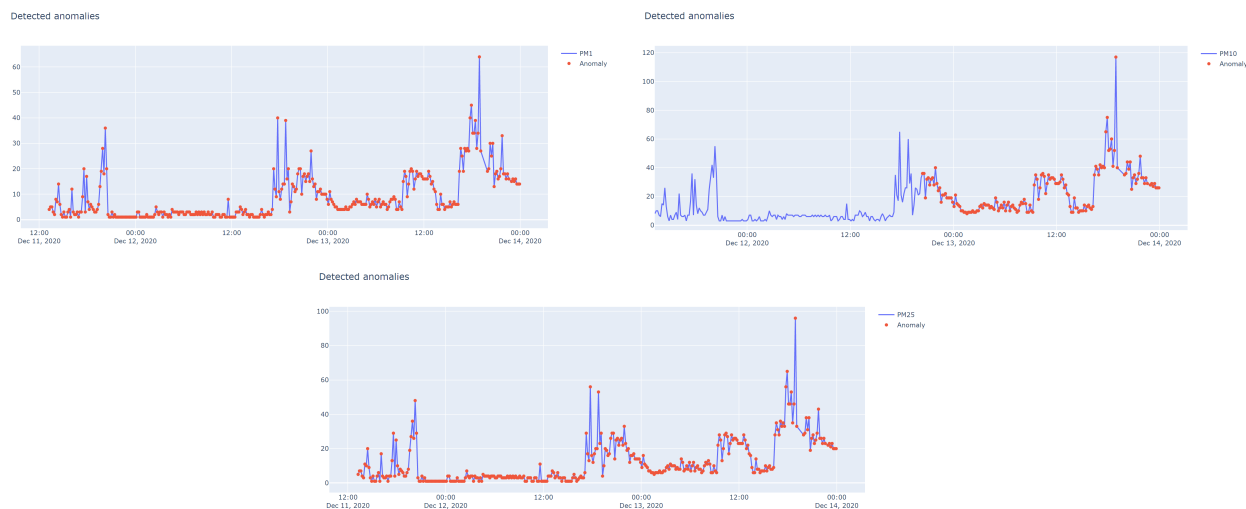 Detected anomalies
PM1
Anomaly
60
50
40
30
20
10
0
12:00 00:00 12:00 00:00 12:00 00:00
Dec 11, 2020 Dec 12, 2020 Dec 13, 2020 Dec 14, 2020
Detected anomalies
PM10
Anomaly
120
100
80
60
40
20
0
00:00 12:00 00:00 12:00 00:00
Dec 12, 2020 Dec 13, 2020 Dec 14, 2020
Detected anomalies
PM25
Anomaly
100
80
60
40
20
0
12:00 00:00 12:00 00:00 12:00 00:00
Dec 11, 2020 Dec 12, 2020 Dec 13, 2020 Dec 14, 2020